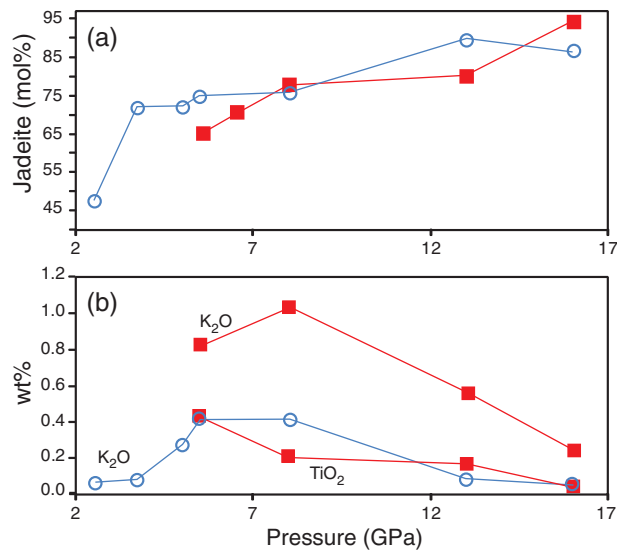 95
(a)
85
75
65
55
45
Jadeite (mol%)
2
7
12
17
1.2
(b)
K₂O
1.0
0.8
0.6
wt%
0.4
K₂O
0.2
TiO₂
0.0
2
7
12
17
Pressure (GPa)